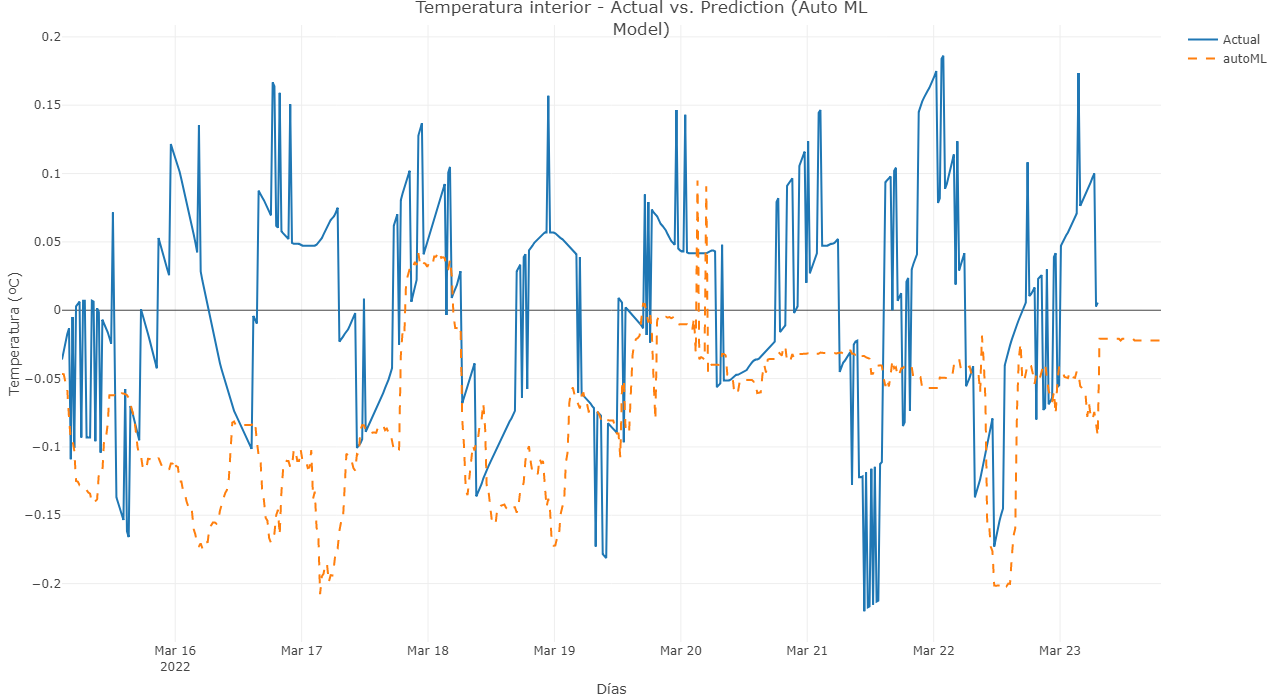 Temperatura interior - Actual vs. Prediction (Auto ML
Model)
Actual
autoML
Temperatura (ºC)
0.2
0.15
0.1
0.05
0
−0.05
−0.1
−0.15
−0.2
Mar 16
2022
Mar 17
Mar 18
Mar 19
Mar 20
Mar 21
Mar 22
Mar 23
Días